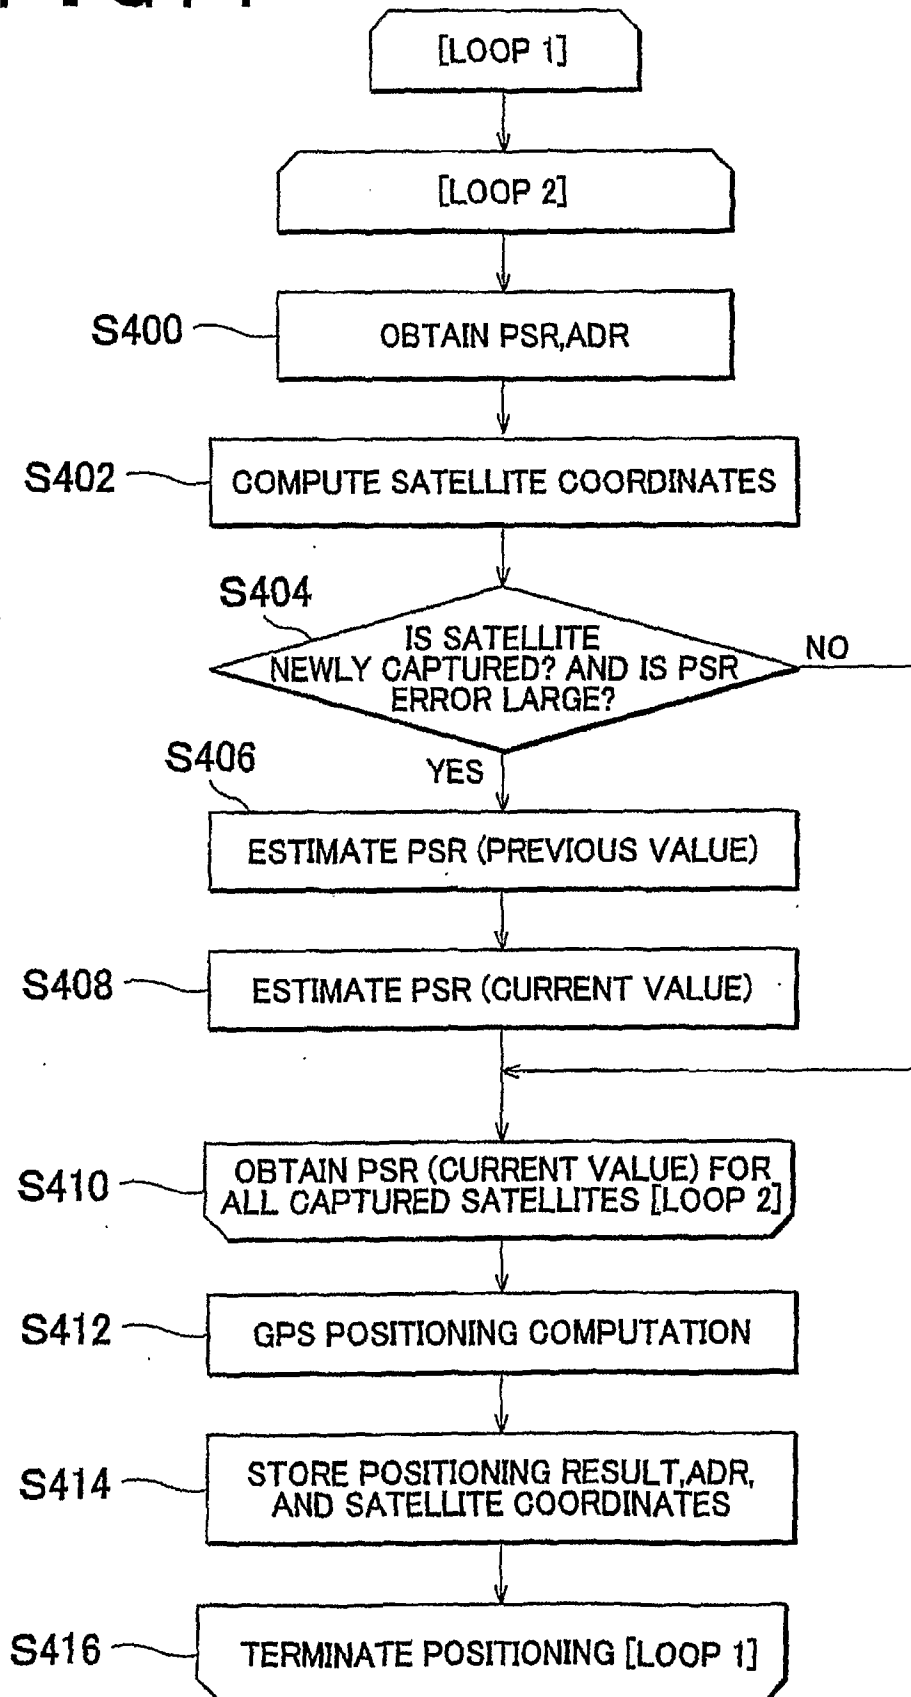 [LOOP 1]
[LOOP 2]
S400
OBTAIN PSR,ADR
S402
COMPUTE SATELLITE COORDINATES
S404
IS SATELLITE
NEWLY CAPTURED? AND IS PSR
ERROR LARGE?
NO
YES
S406
ESTIMATE PSR (PREVIOUS VALUE)
S408
ESTIMATE PSR (CURRENT VALUE)
S410
OBTAIN PSR (CURRENT VALUE) FOR
ALL CAPTURED SATELLITES [LOOP 2]
S412
GPS POSITIONING COMPUTATION
S414
STORE POSITIONING RESULT,ADR,
AND SATELLITE COORDINATES
S416
TERMINATE POSITIONING [LOOP 1]